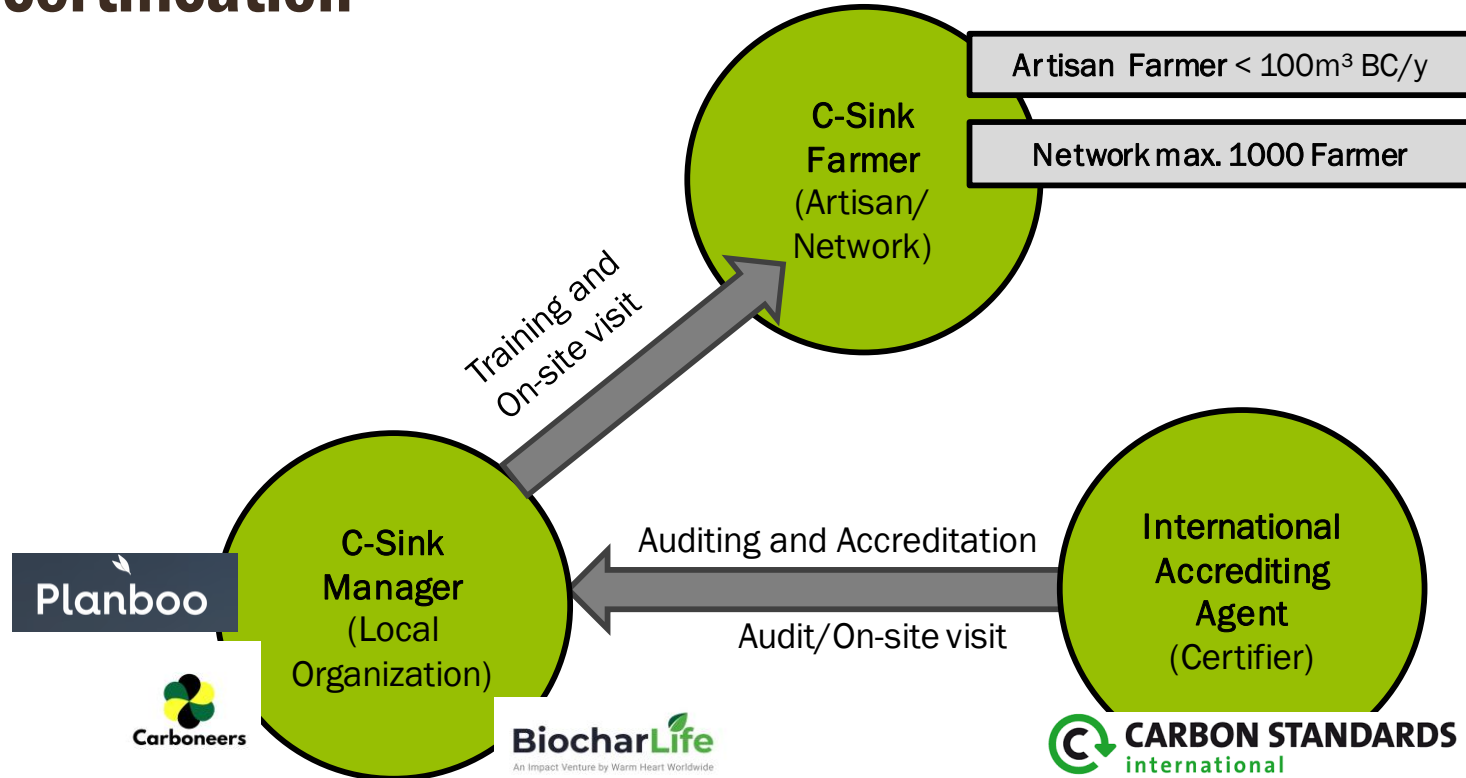 certification
Artisan Farmer < 100m³ BC/y
Network max. 1000 Farmer
C-Sink
Farmer
(Artisan/
Network)
Training and
On-site visit
C-Sink
Manager
(Local
Organization)
Auditing and Accreditation
Audit/On-site visit
International
Accrediting
Agent
(Certifier)
Planboo
Carboneers
BiocharLife
An Impact Venture by Warm Heart Worldwide
CARBON STANDARDS
international